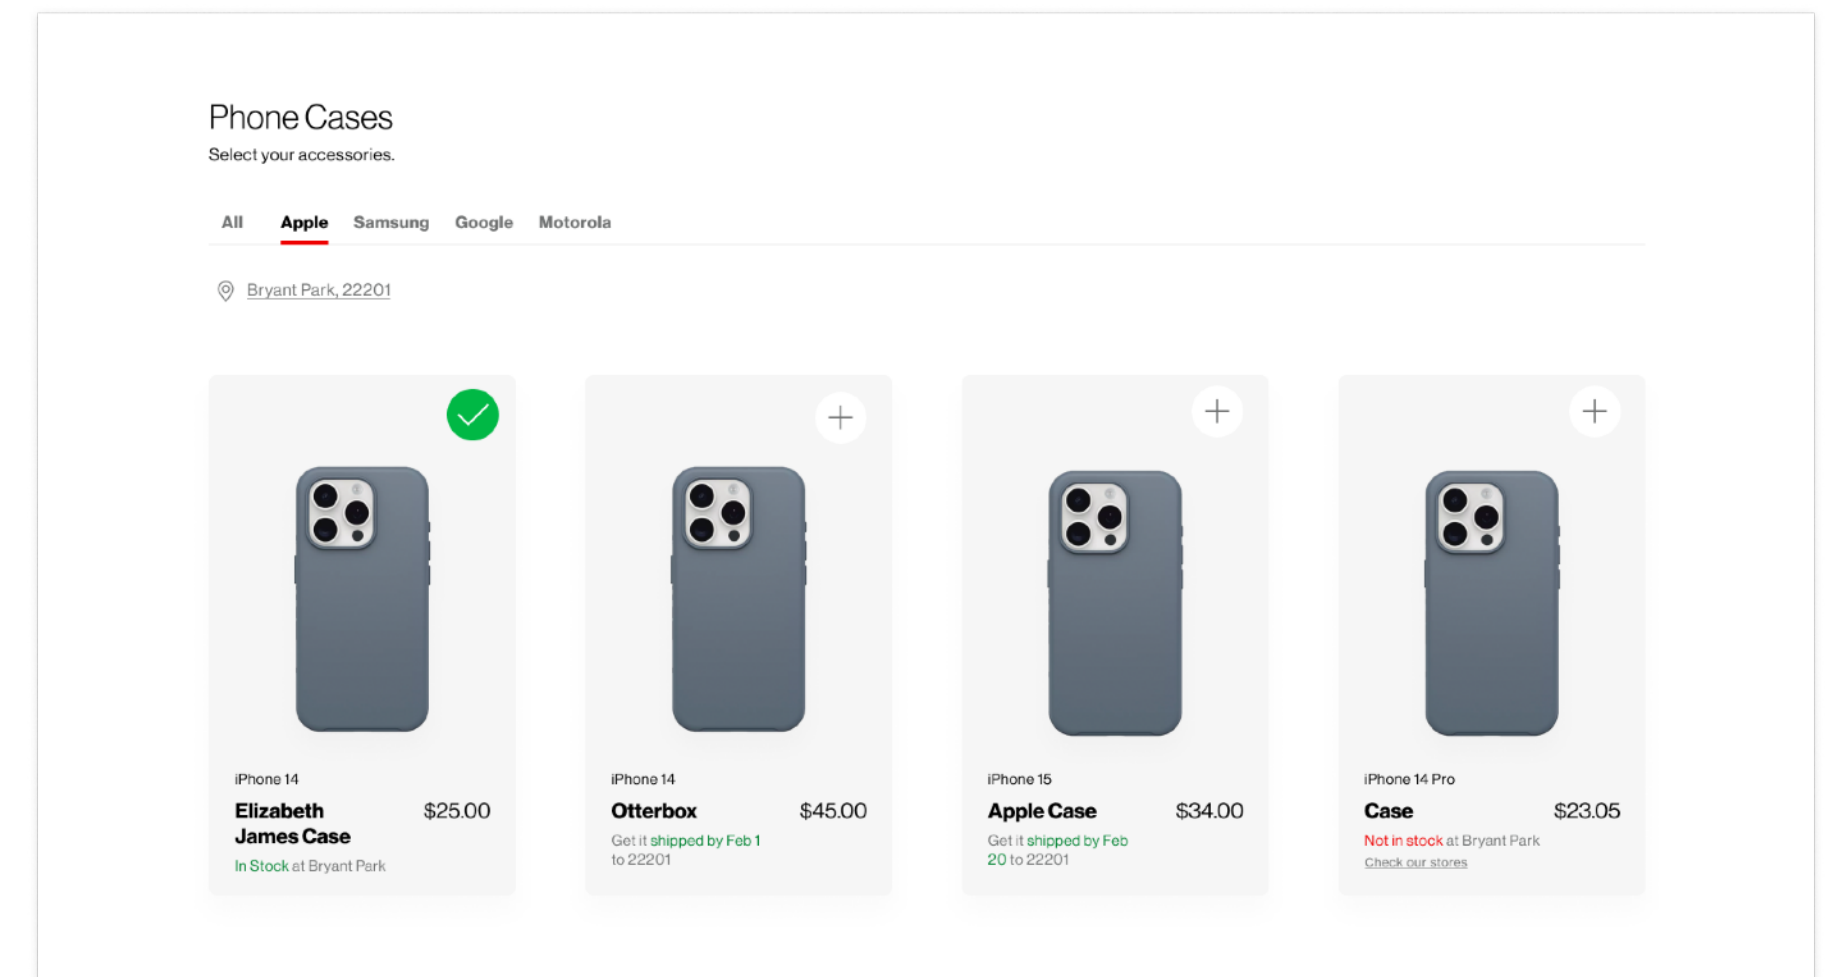 Phone Cases
Select your accessories.
All Apple Samsung Google Motorola
Bryant Park, 22201
iPhone 14
Elizabeth
James Case
$25.00
In Stock at Bryant Park
iPhone 14
Otterbox
$45.00
Get it shipped by Feb 1
to 22201
iPhone 15
Apple Case
$34.00
Get it shipped by Feb
20 to 22201
iPhone 14 Pro
Case
$23.05
Not in stock at Bryant Park
Check our stores